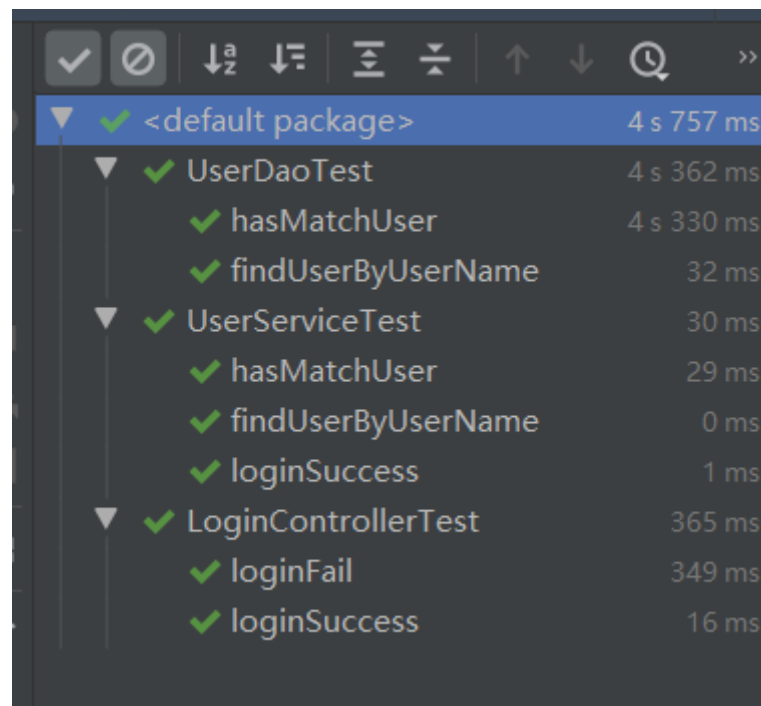 <default package> 4 s 757 ms
UserDaoTest 4 s 362 ms
hasMatchUser 4 s 330 ms
findUserByUserName 32 ms
UserServiceTest 30 ms
hasMatchUser 29 ms
findUserByUserName 0 ms
loginSuccess 1 ms
LoginControllerTest 365 ms
loginFail 349 ms
loginSuccess 16 ms